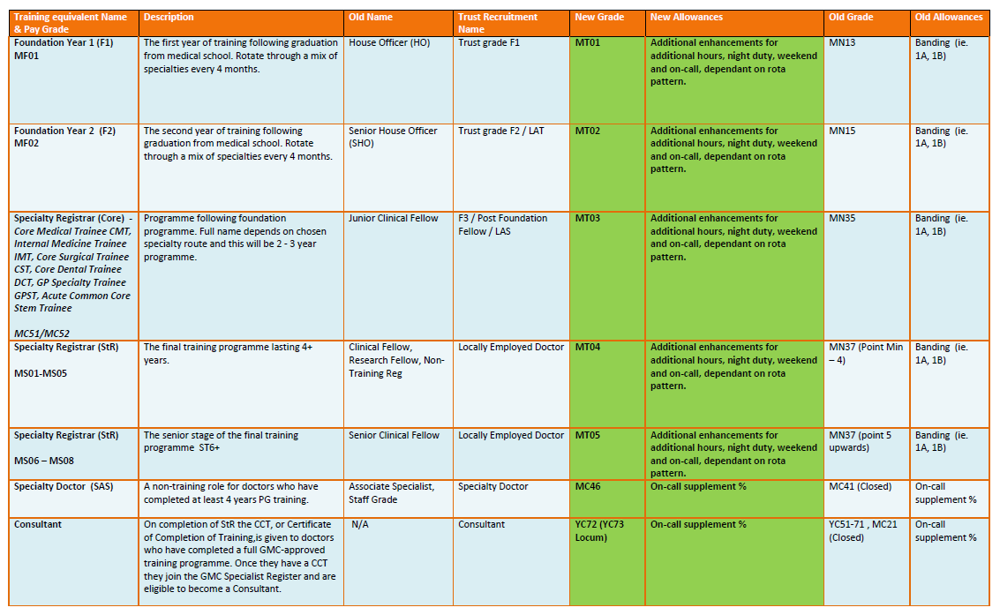 Training equivalent Name
& Pay Grade
Description
Old Name
Trust Recruitment
Name
New Grade
New Allowances
Old Grade
Old Allowances
Foundation Year 1 (F1)
MF01
The first year of training following graduation
from medical school. Rotate through a mix of
specialties every 4 months.
House Officer (HO)
Trust grade F1
MT01
Additional enhancements for
additional hours, night duty, weekend
and on-call, dependant on rota
pattern.
MN13
Banding (ie.
1A, 1B)
Foundation Year 2 (F2)
MF02
The second year of training following
graduation from medical school. Rotate
through a mix of specialties every 4 months.
Senior House Officer
(SHO)
Trust grade F2 / LAT
MT02
Additional enhancements for
additional hours, night duty, weekend
and on-call, dependant on rota
pattern.
MN15
Banding (ie.
1A, 1B)
Specialty Registrar (Core) -
Core Medical Trainee CMT,
Internal Medicine Trainee
IMT, Core Surgical Trainee
CST, Core Dental Trainee
DCT, GP Specialty Trainee
GPST, Acute Common Core
Stem Trainee
MC51/MC52
Programme following foundation
programme. Full name depends on chosen
specialty route and this will be 2 - 3 year
programme.
Junior Clinical Fellow
F3 / Post Foundation
Fellow / LAS
MT03
Additional enhancements for
additional hours, night duty, weekend
and on-call, dependant on rota
pattern.
MN35
Banding (ie.
1A, 1B)
Specialty Registrar (StR)
MS01-MS05
The final training programme lasting 4+
years.
Clinical Fellow,
Research Fellow, Non-
Training Reg
Locally Employed Doctor
MT04
Additional enhancements for
additional hours, night duty, weekend
and on-call, dependant on rota
pattern.
MN37 (Point Min
– 4)
Banding (ie.
1A, 1B)
Specialty Registrar (StR)
MS06 – MS08
The senior stage of the final training
programme ST6+
Senior Clinical Fellow
Locally Employed Doctor
MT05
Additional enhancements for
additional hours, night duty, weekend
and on-call, dependant on rota
pattern.
MN37 (point 5
upwards)
Banding (ie.
1A, 1B)
Specialty Doctor (SAS)
A non-training role for doctors who have
completed at least 4 years PG training.
Associate Specialist,
Staff Grade
Specialty Doctor
MC46
On-call supplement %
MC41 (Closed)
On-call
supplement %
Consultant
On completion of StR the CCT, or Certificate
of Completion of Training,is given to doctors
who have completed a full GMC-approved
training programme. Once they have a CCT
they join the GMC Specialist Register and are
eligible to become a Consultant.
N/A
Consultant
YC72 (YC73
Locum)
On-call supplement %
YC51-71 , MC21
(Closed)
On-call
supplement %